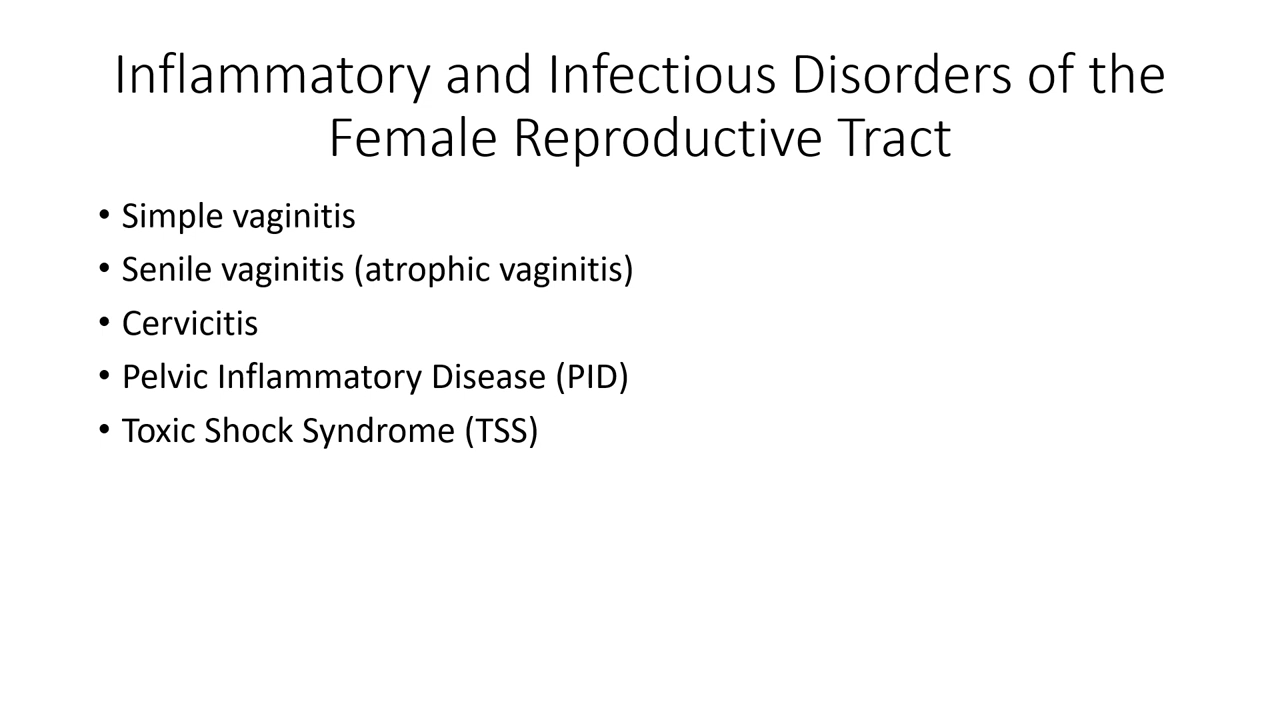 Inflammatory and Infectious Disorders of the
Female Reproductive Tract
• Simple vaginitis
• Senile vaginitis (atrophic vaginitis)
• Cervicitis
• Pelvic Inflammatory Disease (PID)
• Toxic Shock Syndrome (TSS)